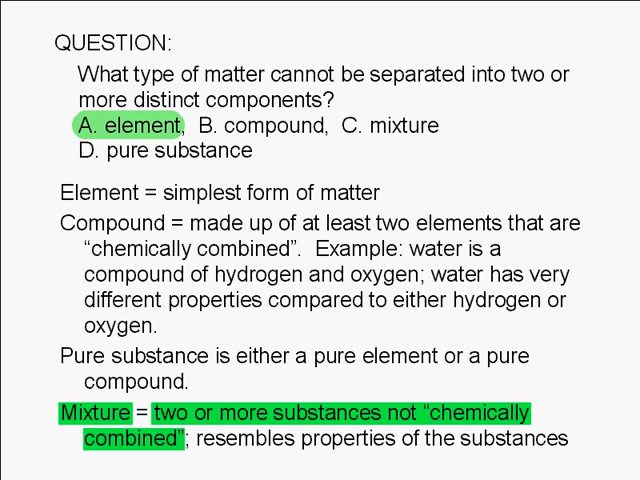 QUESTION:
What type of matter cannot be separated into two or
more distinct components?
A. element,  B. compound,  C. mixture
D. pure substance
Element = simplest form of matter
Compound = made up of at least two elements that are
“chemically combined”.  Example: water is a
compound of hydrogen and oxygen; water has very
different properties compared to either hydrogen or
oxygen.
Pure substance is either a pure element or a pure
compound.
Mixture = two or more substances not “chemically
combined”; resembles properties of the substances